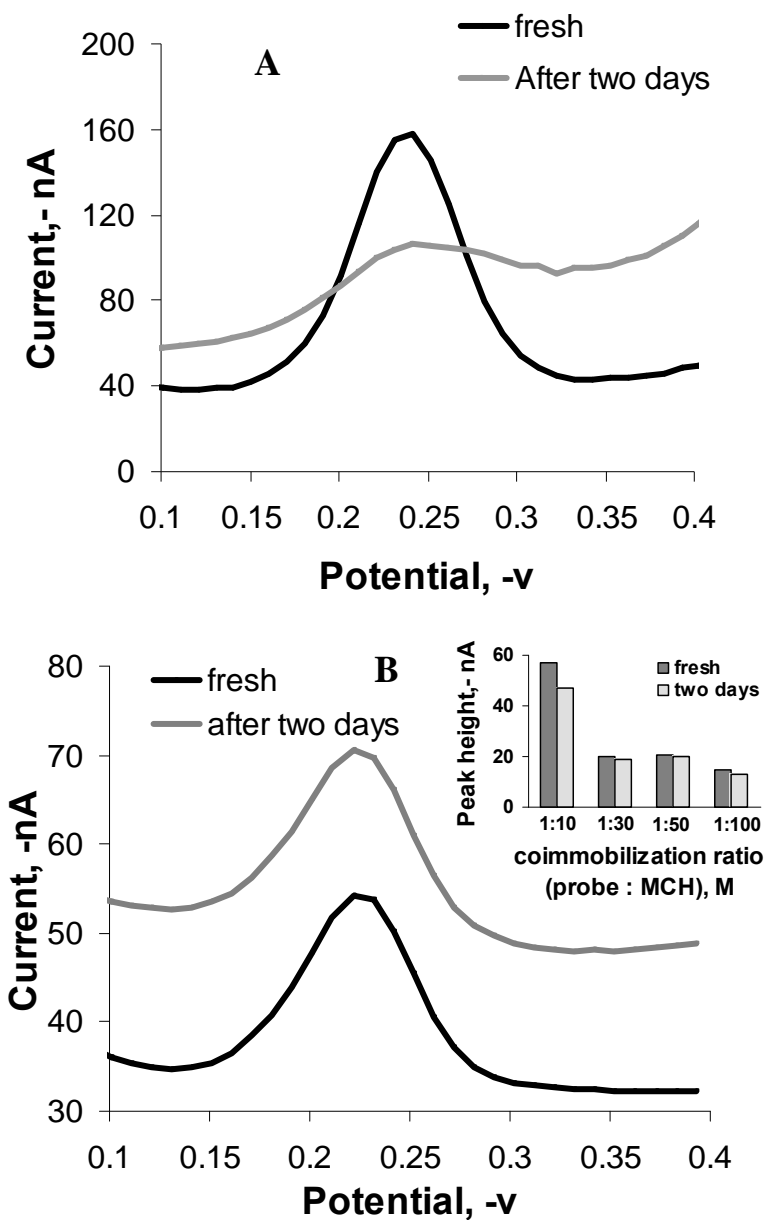 200
160
120
80
40
0
Current,- nA
A
fresh
After two days
0.1 0.15 0.2 0.25 0.3 0.35 0.4
Potential, -v
80
70
60
50
40
30
Current, -nA
fresh
after two days
B
60
40
20
0
Peak height,- nA
fresh
two days
1:10 1:30 1:50 1:100
coimmobilization ratio
(probe : MCH), M
0.1 0.15 0.2 0.25 0.3 0.35 0.4
Potential, -v